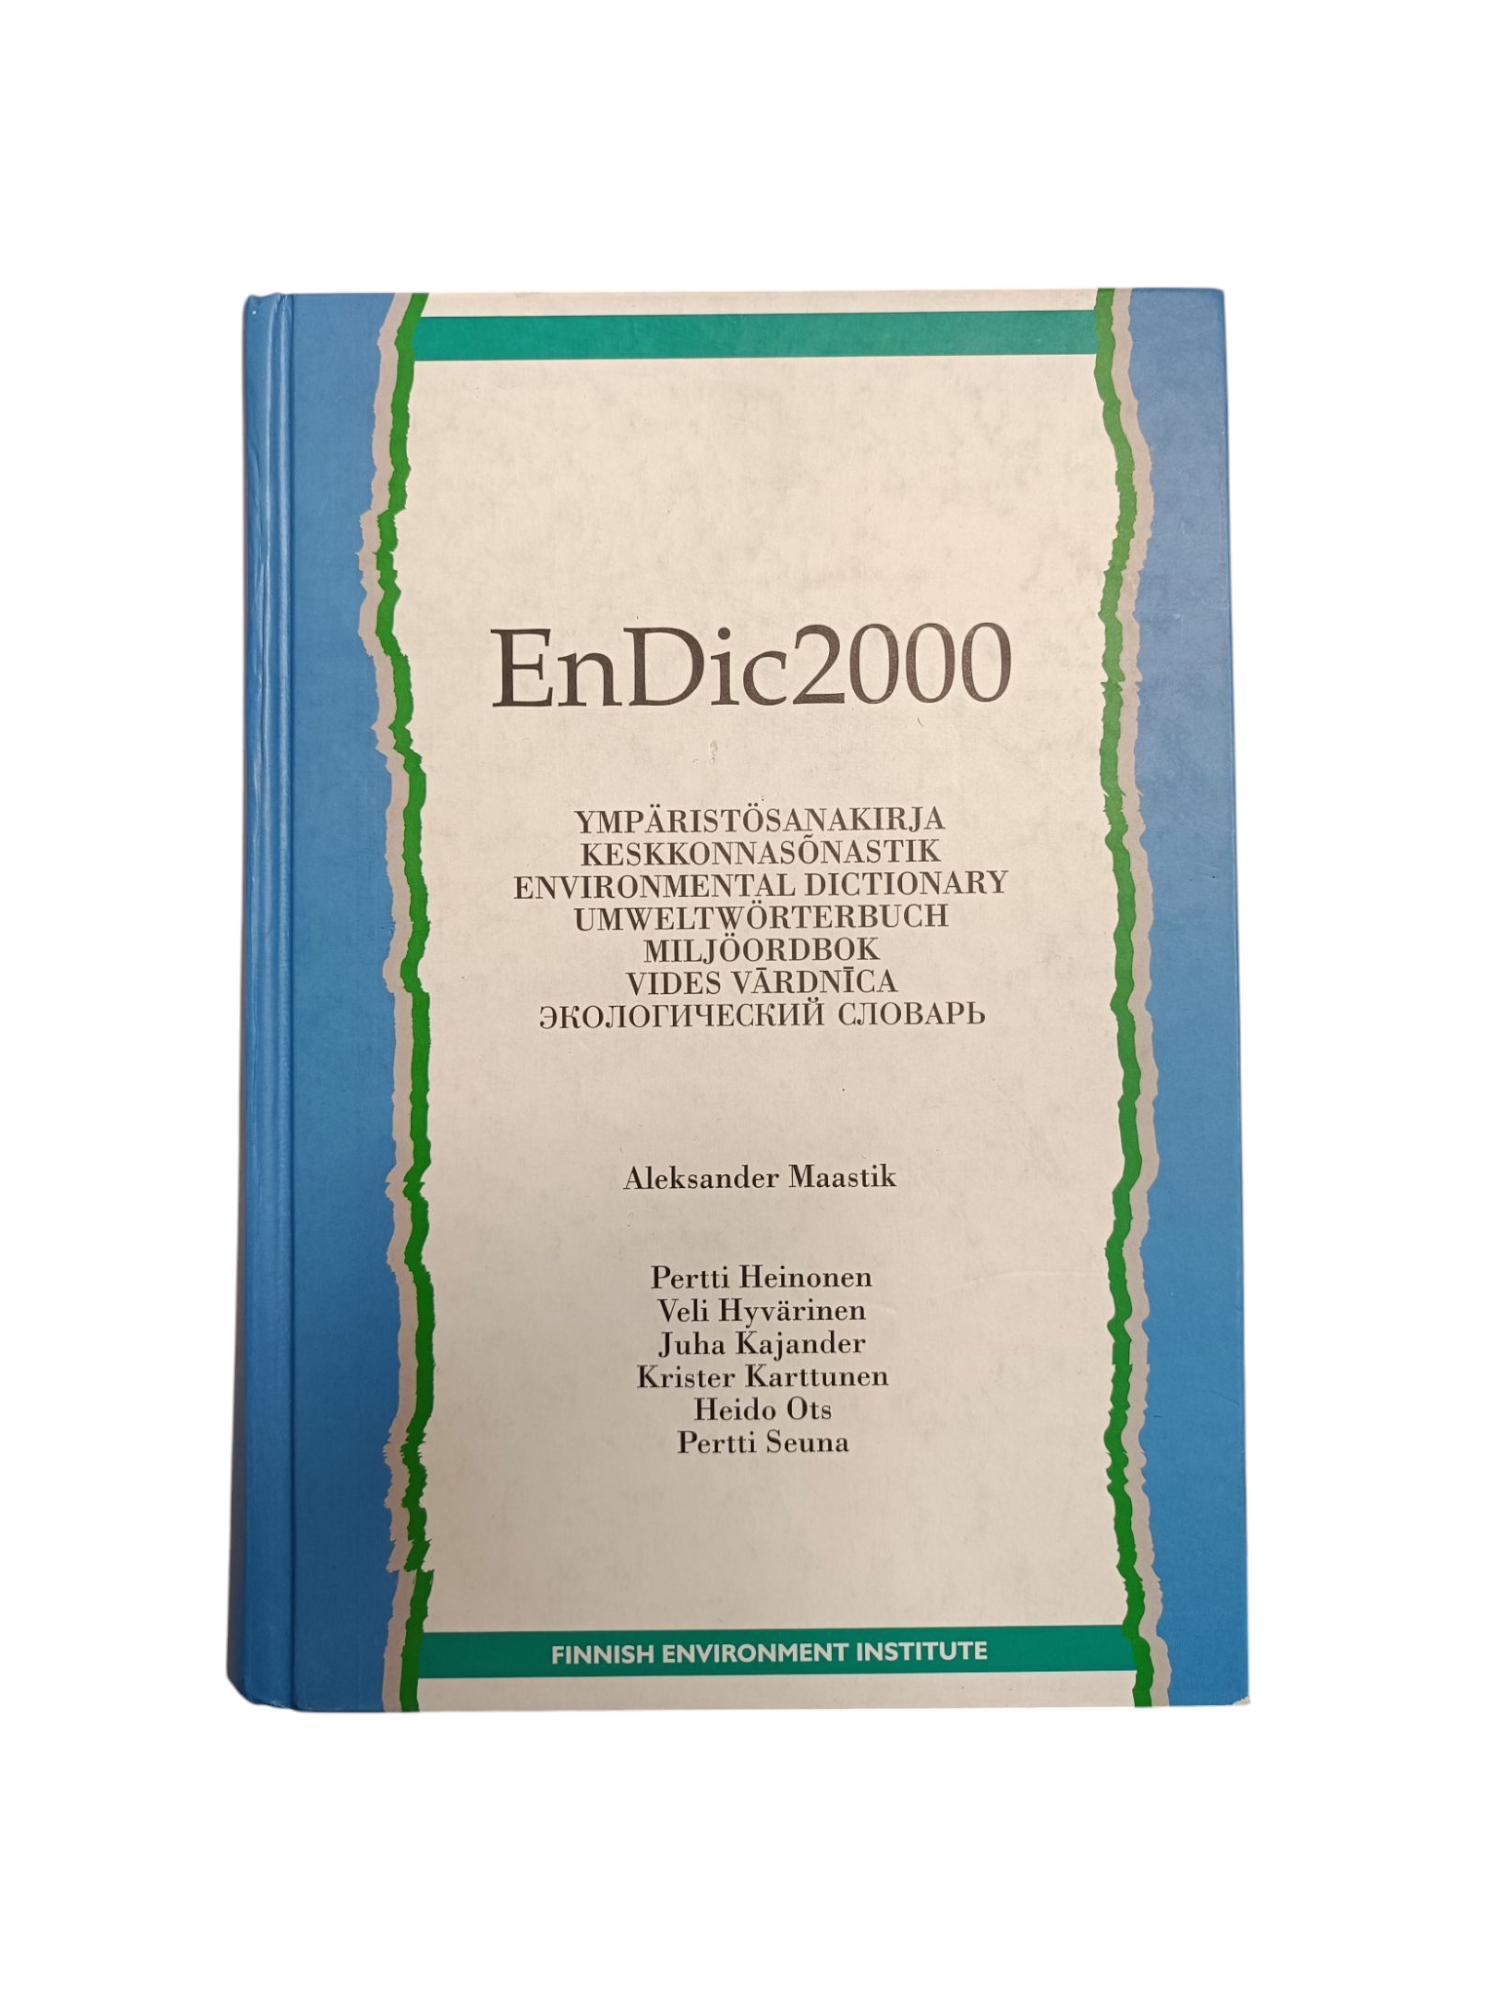 EnDic2000
YMPÄRISTÖSANAKIRJA
KESKKONNASÕNASTIK
ENVIRONMENTAL DICTIONARY
UMWELTWÖRTERBUCH
MILJÖORDBOK
VIDES VĀRDNĪCA
ЭКОЛОГИЧЕСКИЙ СЛОВАРЬ
Aleksander Maastik
Pertti Heinonen
Veli Hyvärinen
Juha Kajander
Krister Karttunen
Heido Ots
Pertti Seuna
FINNISH ENVIRONMENT INSTITUTE